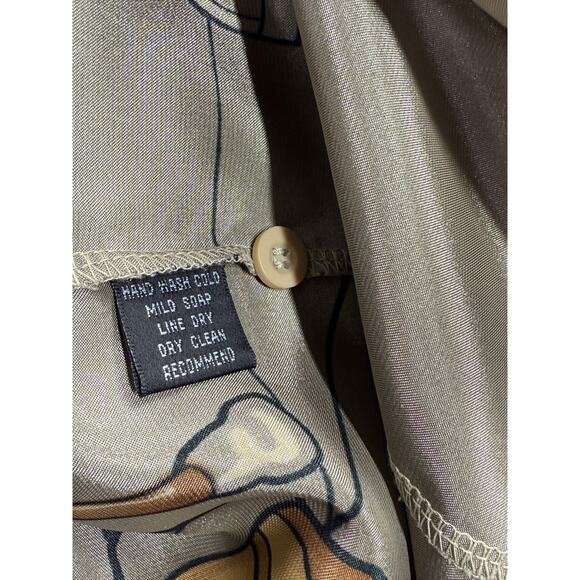 HAND WASH COLD
MILD SOAP
LINE DRY
DRY CLEAN
RECOMMEND